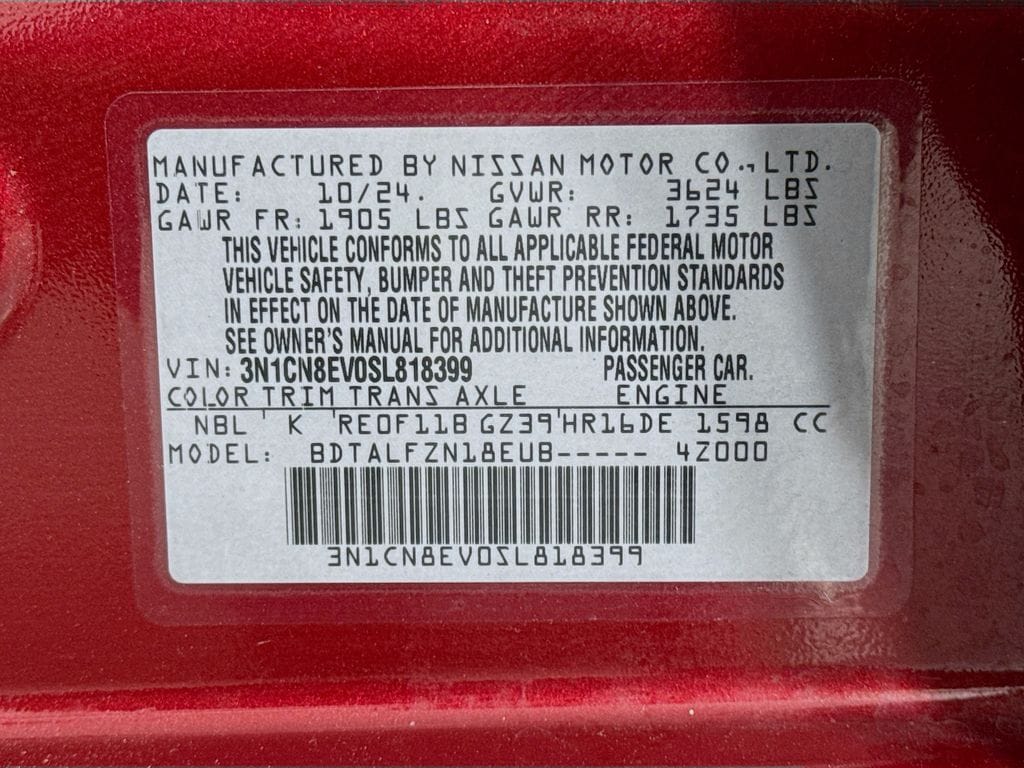 MANUFACTURED BY NISSAN MOTOR CO.,LTD.
DATE: 10/24. GVWR: 3624 LBS
GAWR FR: 1905 LBS GAWR RR: 1735 LBS
THIS VEHICLE CONFORMS TO ALL APPLICABLE FEDERAL MOTOR
VEHICLE SAFETY, BUMPER AND THEFT PREVENTION STANDARDS
IN EFFECT ON THE DATE OF MANUFACTURE SHOWN ABOVE.
SEE OWNER'S MANUAL FOR ADDITIONAL INFORMATION.
VIN: 3N1CN8EV0SL818399 PASSENGER CAR.
COLOR TRIM TRANS AXLE ENGINE
NBL ' K ' RE0F11B GZ39'HR16DE 1598 CC
MODEL: BDTALFZN18EUB----- 4Z000
3N1CN8EV0SL818399